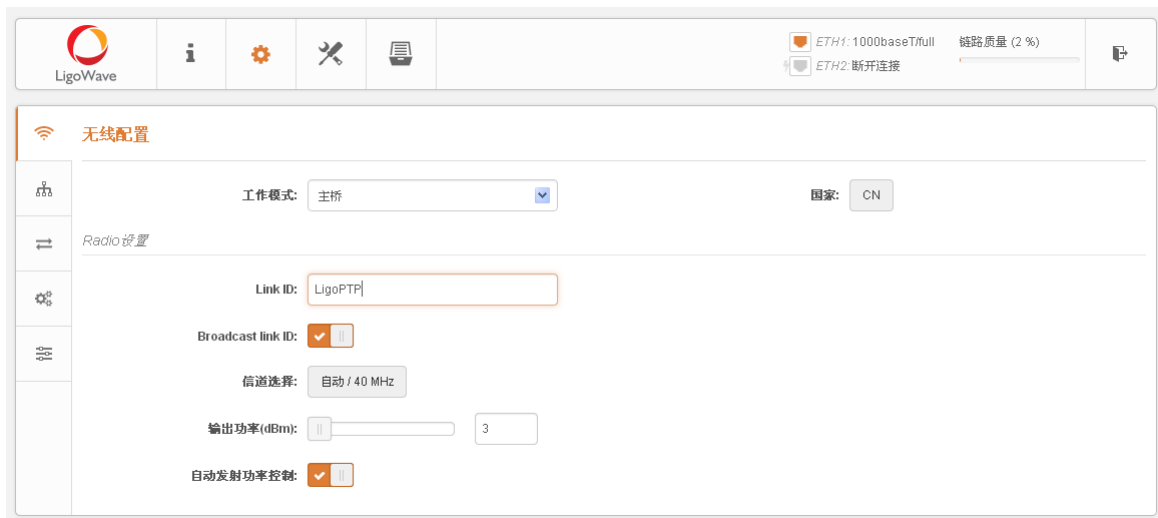 LigoWave
ETH1: 1000baseT/full 链路质量 (2 %)
ETH2: 断开连接
无线配置
工作模式: 主桥 国家: CN
Radio设置
Link ID: LigoPTP
Broadcast link ID:
信道选择: 自动 / 40 MHz
输出功率(dBm): 3
自动发射功率控制: